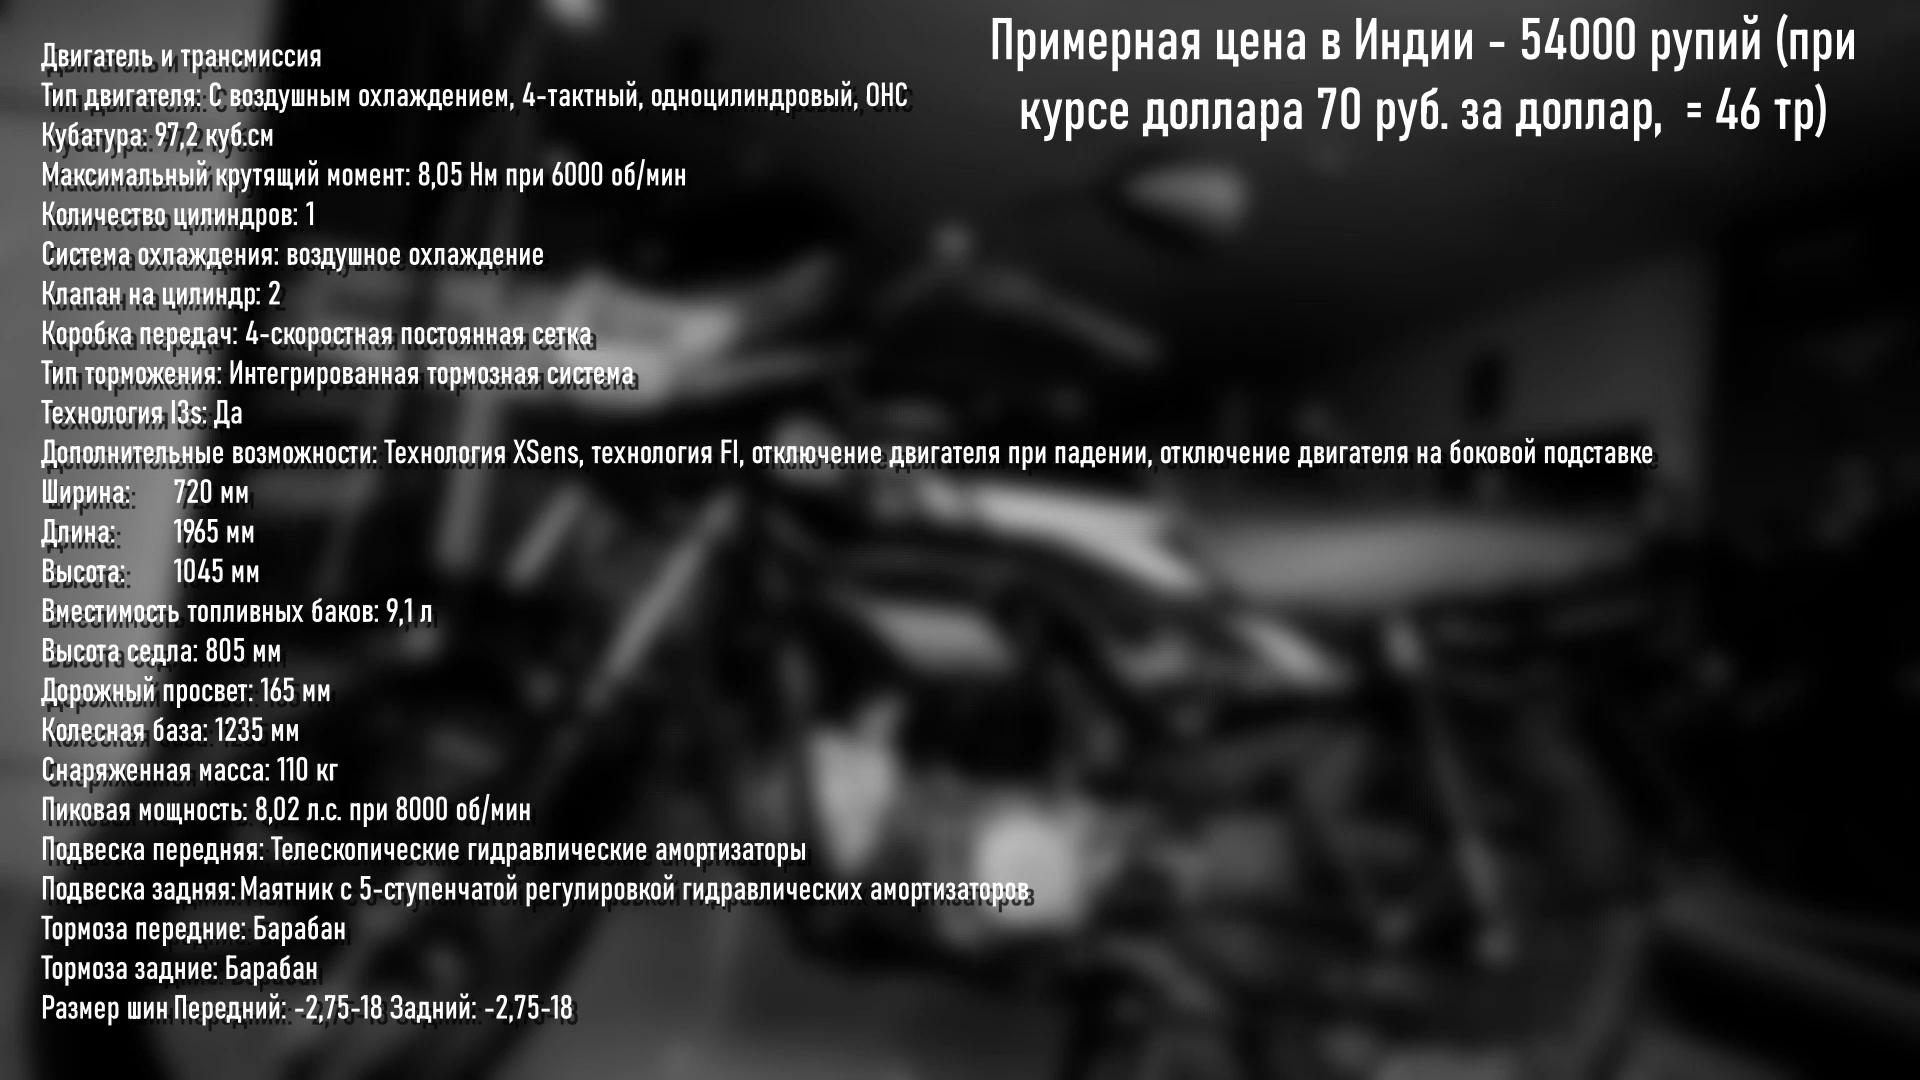 Примерная цена в Индии - 54000 рупий (при
курсе доллара 70 руб. за доллар,  = 46 тр)
Двигатель и трансмиссия
Тип двигателя: С воздушным охлаждением, 4-тактный, одноцилиндровый, OHC
Кубатура: 97,2 куб.см
Максимальный крутящий момент: 8,05 Нм при 6000 об/мин
Количество цилиндров: 1
Система охлаждения: воздушное охлаждение
Клапан на цилиндр: 2
Коробка передач: 4-скоростная постоянная сетка
Тип торможения: Интегрированная тормозная система
Технология I3s: Да
Дополнительные возможности: Технология XSens, технология FI, отключение двигателя при падении, отключение двигателя на боковой подставке
Ширина: 720 мм
Длина: 1965 мм
Высота: 1045 мм
Вместимость топливных баков: 9,1 л
Высота седла: 805 мм
Дорожный просвет: 165 мм
Колесная база: 1235 мм
Снаряженная масса: 110 кг
Пиковая мощность: 8,02 л.с. при 8000 об/мин
Подвеска передняя: Телескопические гидравлические амортизаторы
Подвеска задняя: Маятник с 5-ступенчатой регулировкой гидравлических амортизаторов
Тормоза передние: Барабан
Тормоза задние: Барабан
Размер шин Передний: -2,75-18 Задний: -2,75-18